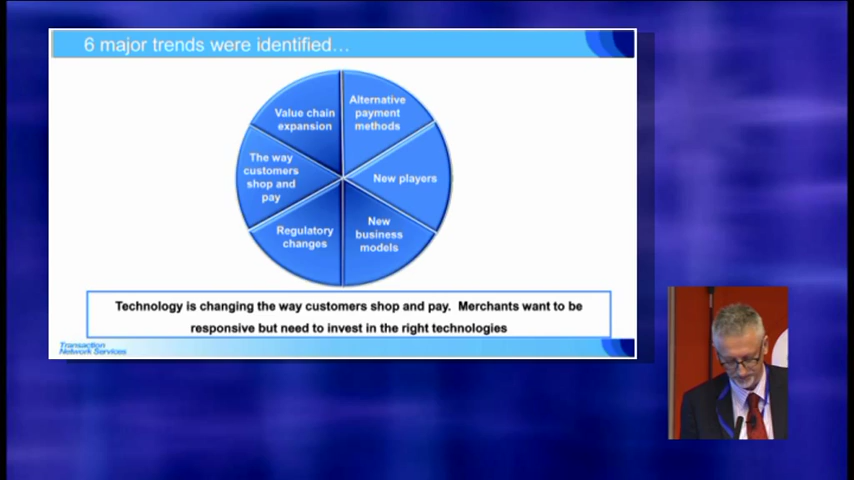 6 major trends were identified...
Value chain
expansion
Alternative
payment
methods
The way
customers
shop and
pay
New players
Regulatory
changes
New
business
models
Technology is changing the way customers shop and pay. Merchants want to be
responsive but need to invest in the right technologies
Transaction
Network Services